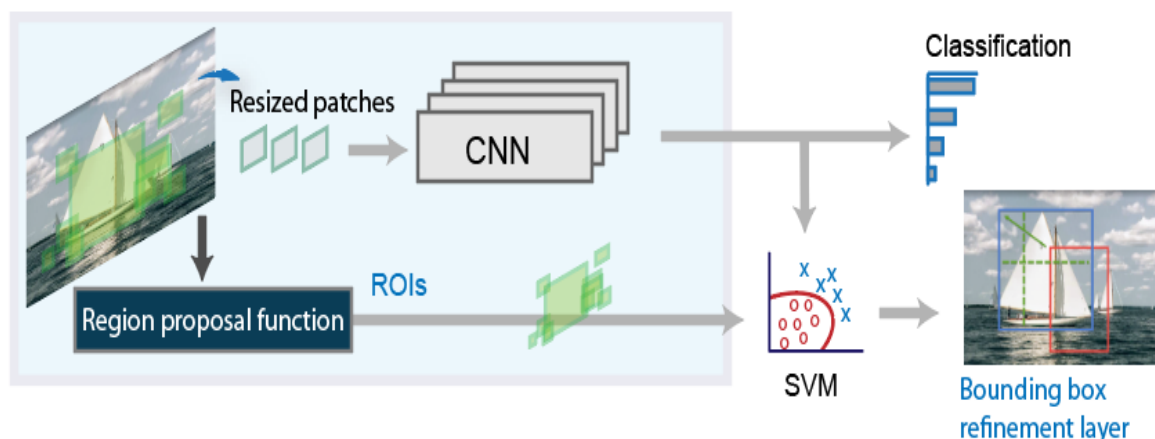 Classification
Resized patches
CNN
ROIs
Region proposal function
SVM
Bounding box
refinement layer